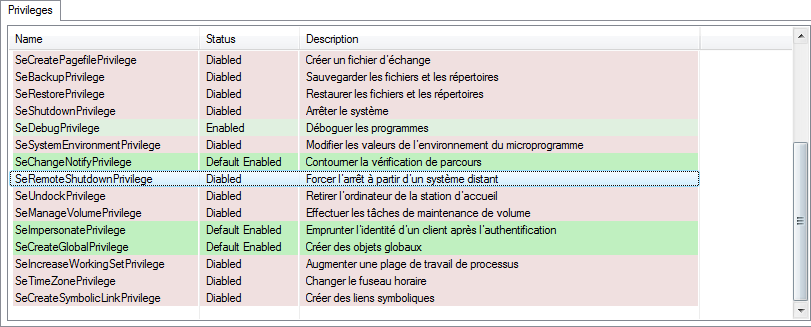 Privileges
Name Status Description
SeCreatePagefilePrivilege Diabled Créer un fichier d'échange
SeBackupPrivilege Diabled Sauvegarder les fichiers et les répertoires
SeRestorePrivilege Diabled Restaurer les fichiers et les répertoires
SeShutdownPrivilege Diabled Arrêter le système
SeDebugPrivilege Enabled Déboguer les programmes
SeSystemEnvironmentPrivilege Diabled Modifier les valeurs de l'environnement du microprogramme
SeChangeNotifyPrivilege Default Enabled Contourner la vérification de parcours
SeRemoteShutdownPrivilege Diabled Forcer l'arrêt à partir d'un système distant
SeUndockPrivilege Diabled Retirer l'ordinateur de la station d'accueil
SeManageVolumePrivilege Diabled Effectuer les tâches de maintenance de volume
SeImpersonatePrivilege Default Enabled Emprunter l'identité d'un client après l'authentification
SeCreateGlobalPrivilege Default Enabled Créer des objets globaux
SeIncreaseWorkingSetPrivilege Diabled Augmenter une plage de travail de processus
SeTimeZonePrivilege Diabled Changer le fuseau horaire
SeCreateSymbolicLinkPrivilege Diabled Créer des liens symboliques